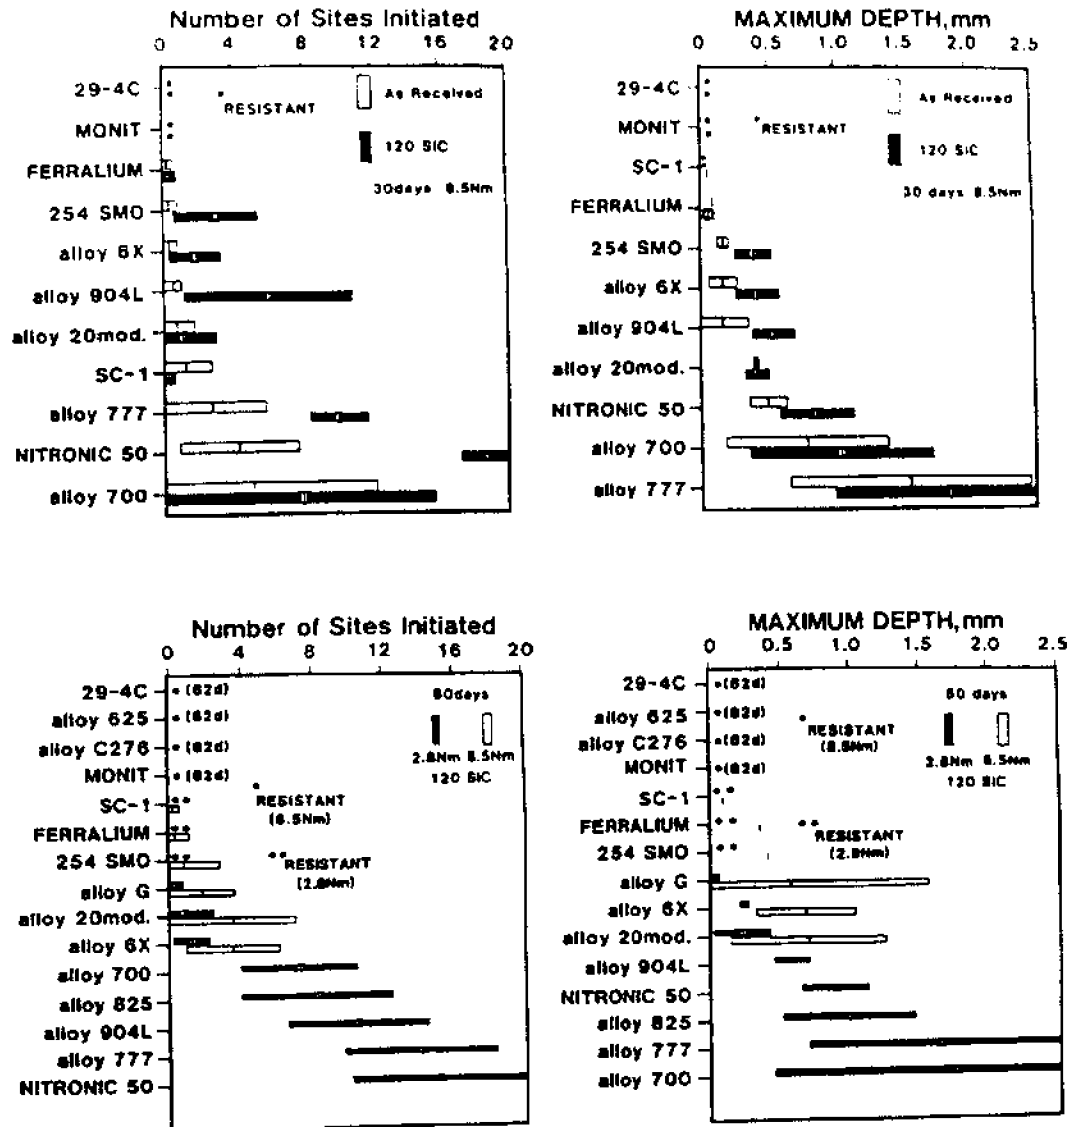 Number of Sites Initiated
0 4 8 12 16 20
29-4C
MONIT
FERRALIUM
254 SMO
alloy 6X
alloy 904L
alloy 20mod.
SC-1
alloy 777
NITRONIC 50
alloy 700
* RESISTANT
As Received
120 SIC
30days 8.5Nm
MAXIMUM DEPTH, mm
0 0.5 1.0 1.5 2.0 2.5
29-4C
MONIT
SC-1
FERRALIUM
254 SMO
alloy 6X
alloy 904L
alloy 20mod.
NITRONIC 50
alloy 700
alloy 777
*RESISTANT
As Received
120 SIC
30 days 8.5Nm
Number of Sites Initiated
0 4 8 12 16 20
29-4C
alloy 625
alloy C276
MONIT
SC-1
FERRALIUM
254 SMO
alloy G
alloy 20mod.
alloy 6X
alloy 700
alloy 825
alloy 904L
alloy 777
NITRONIC 50
*(82d)
*(82d)
*(82d)
*(82d)
* RESISTANT
(8.5Nm)
** RESISTANT
(2.8Nm)
60days
2.8Nm 8.5Nm
120 SIC
MAXIMUM DEPTH, mm
0 0.5 1.0 1.5 2.0 2.5
29-4C
alloy 625
alloy C276
MONIT
SC-1
FERRALIUM
254 SMO
alloy G
alloy 6X
alloy 20mod.
alloy 904L
NITRONIC 50
alloy 825
alloy 777
alloy 700
*(82d)
*(82d)
*(82d)
*(82d)
* RESISTANT
(8.5Nm)
** RESISTANT
(2.8Nm)
60 days
2.8Nm 8.5Nm
120 SIC